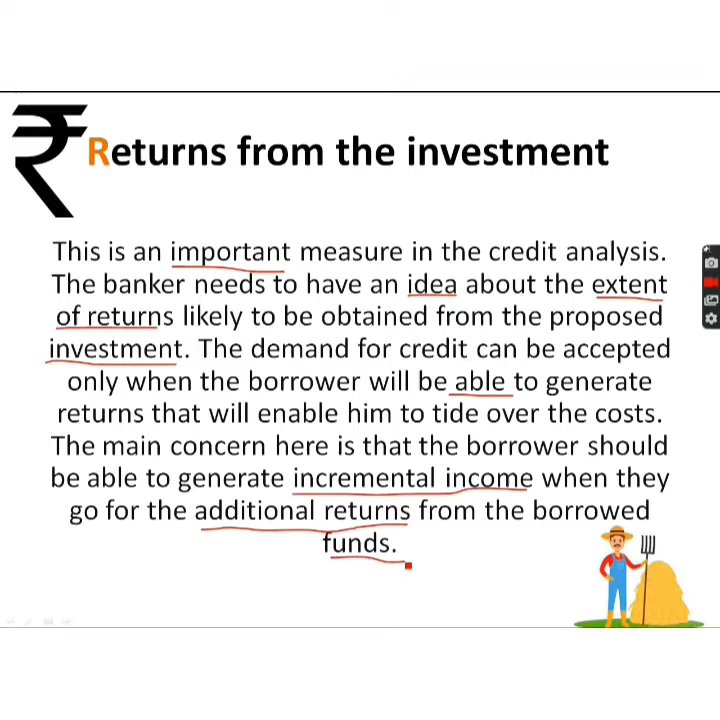 ₹
Returns from the investment
This is an important measure in the credit analysis.
The banker needs to have an idea about the extent
of returns likely to be obtained from the proposed
investment. The demand for credit can be accepted
only when the borrower will be able to generate
returns that will enable him to tide over the costs.
The main concern here is that the borrower should
be able to generate incremental income when they
go for the additional returns from the borrowed
funds.